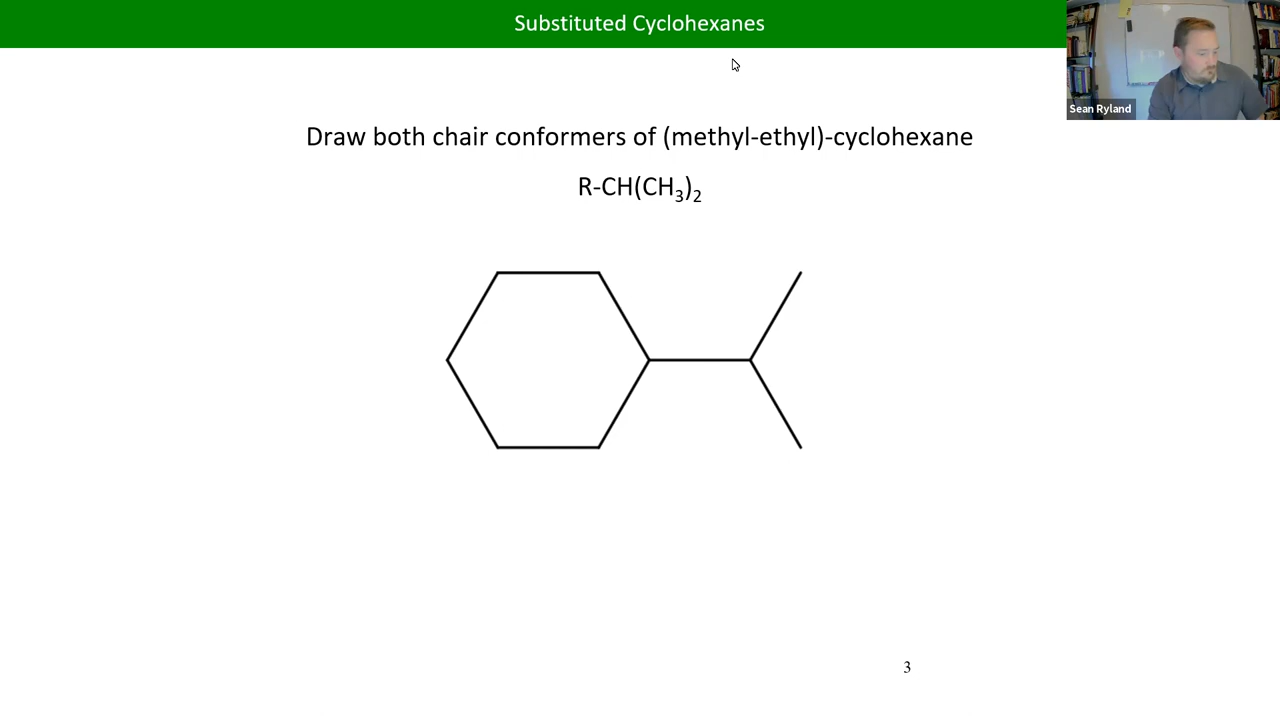 Substituted Cyclohexanes
Sean Ryland
Draw both chair conformers of (methyl-ethyl)-cyclohexane
R-CH(CH₃)₂
3